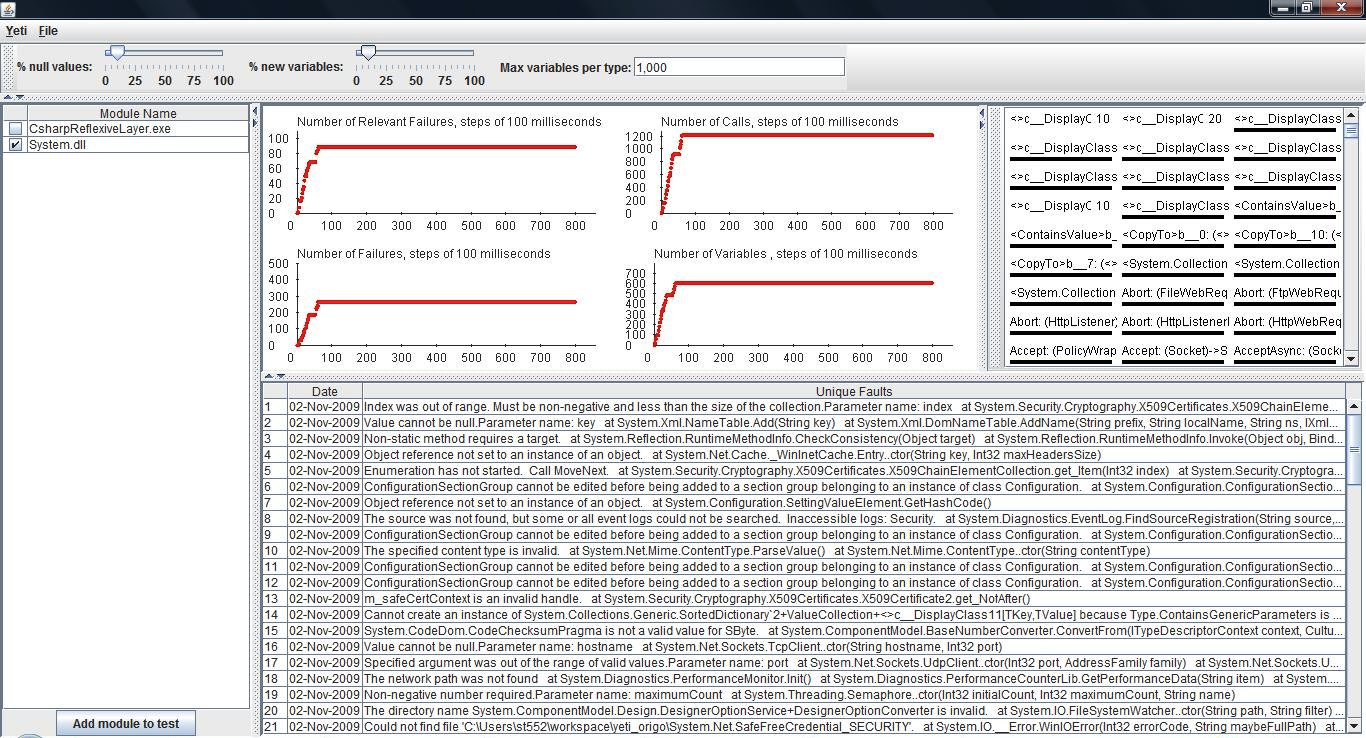 Yeti File
% null values: 0 25 50 75 100 % new variables: 0 25 50 75 100 Max variables per type: 1,000
Module Name
CsharpReflexiveLayer.exe
System.dll
Add module to test
Number of Relevant Failures, steps of 100 milliseconds
100
80
60
40
20
0
0 100 200 300 400 500 600 700 800
Number of Calls, steps of 100 milliseconds
1200
1000
800
600
400
200
0
0 100 200 300 400 500 600 700 800
Number of Failures, steps of 100 milliseconds
500
400
300
200
100
0
0 100 200 300 400 500 600 700 800
Number of Variables , steps of 100 milliseconds
700
600
500
400
300
200
100
0
0 100 200 300 400 500 600 700 800
<>c__DisplayC 10 <>c__DisplayC 20 <>c__DisplayClass
<>c__DisplayClass <>c__DisplayClass <>c__DisplayClass
<>c__DisplayClass <>c__DisplayClass <>c__DisplayClass
<>c__DisplayC 10 <>c__DisplayClass <ContainsValue>b_
<ContainsValue>b_ <CopyTo>b__0: (<> <CopyTo>b__10: (<
<CopyTo>b__7: (<> <System.Collection <System.Collection
<System.Collection Abort: (FileWebReq Abort: (FtpWebRequ
Abort: (HttpListener) Abort: (HttpListenerI Abort: (HttpWebReq
Accept: (PolicyWrap Accept: (Socket)->S AcceptAsync: (Sock
Date Unique Faults
1 02-Nov-2009 Index was out of range. Must be non-negative and less than the size of the collection.Parameter name: index at System.Security.Cryptography.X509Certificates.X509ChainEleme...
2 02-Nov-2009 Value cannot be null.Parameter name: key at System.Xml.NameTable.Add(String key) at System.Xml.DomNameTable.AddName(String prefix, String localName, String ns, IXml...
3 02-Nov-2009 Non-static method requires a target. at System.Reflection.RuntimeMethodInfo.CheckConsistency(Object target) at System.Reflection.RuntimeMethodInfo.Invoke(Object obj, Bind...
4 02-Nov-2009 Object reference not set to an instance of an object. at System.Net.Cache._WinInetCache.Entry..ctor(String key, Int32 maxHeadersSize)
5 02-Nov-2009 Enumeration has not started. Call MoveNext. at System.Security.Cryptography.X509Certificates.X509ChainElementCollection.get_Item(Int32 index) at System.Security.Cryptogra...
6 02-Nov-2009 ConfigurationSectionGroup cannot be edited before being added to a section group belonging to an instance of class Configuration. at System.Configuration.ConfigurationSectio...
7 02-Nov-2009 Object reference not set to an instance of an object. at System.Configuration.SettingValueElement.GetHashCode()
8 02-Nov-2009 The source was not found, but some or all event logs could not be searched. Inaccessible logs: Security. at System.Diagnostics.EventLog.FindSourceRegistration(String source,...
9 02-Nov-2009 ConfigurationSectionGroup cannot be edited before being added to a section group belonging to an instance of class Configuration. at System.Configuration.ConfigurationSectio...
10 02-Nov-2009 The specified content type is invalid. at System.Net.Mime.ContentType.ParseValue() at System.Net.Mime.ContentType..ctor(String contentType)
11 02-Nov-2009 ConfigurationSectionGroup cannot be edited before being added to a section group belonging to an instance of class Configuration. at System.Configuration.ConfigurationSectio...
12 02-Nov-2009 ConfigurationSectionGroup cannot be edited before being added to a section group belonging to an instance of class Configuration. at System.Configuration.ConfigurationSectio...
13 02-Nov-2009 m_safeCertContext is an invalid handle. at System.Security.Cryptography.X509Certificates.X509Certificate2.get_NotAfter()
14 02-Nov-2009 Cannot create an instance of System.Collections.Generic.SortedDictionary`2+ValueCollection+<>c__DisplayClass11[TKey,TValue] because Type.ContainsGenericParameters is ...
15 02-Nov-2009 System.CodeDom.CodeChecksumPragma is not a valid value for SByte. at System.ComponentModel.BaseNumberConverter.ConvertFrom(ITypeDescriptorContext context, Cultu...
16 02-Nov-2009 Value cannot be null.Parameter name: hostname at System.Net.Sockets.TcpClient..ctor(String hostname, Int32 port)
17 02-Nov-2009 Specified argument was out of the range of valid values.Parameter name: port at System.Net.Sockets.UdpClient..ctor(Int32 port, AddressFamily family) at System.Net.Sockets.U...
18 02-Nov-2009 The network path was not found at System.Diagnostics.PerformanceMonitor.Init() at System.Diagnostics.PerformanceCounterLib.GetPerformanceData(String item) at System....
19 02-Nov-2009 Non-negative number required.Parameter name: maximumCount at System.Threading.Semaphore..ctor(Int32 initialCount, Int32 maximumCount, String name)
20 02-Nov-2009 The directory name System.ComponentModel.Design.DesignerOptionService+DesignerOptionConverter is invalid. at System.IO.FileSystemWatcher..ctor(String path, String filter) ...
21 02-Nov-2009 Could not find file 'C:\Users\st552\workspace\yeti_origo\System.Net.SafeFreeCredential_SECURITY'. at System.IO.__Error.WinIOError(Int32 errorCode, String maybeFullPath) at...